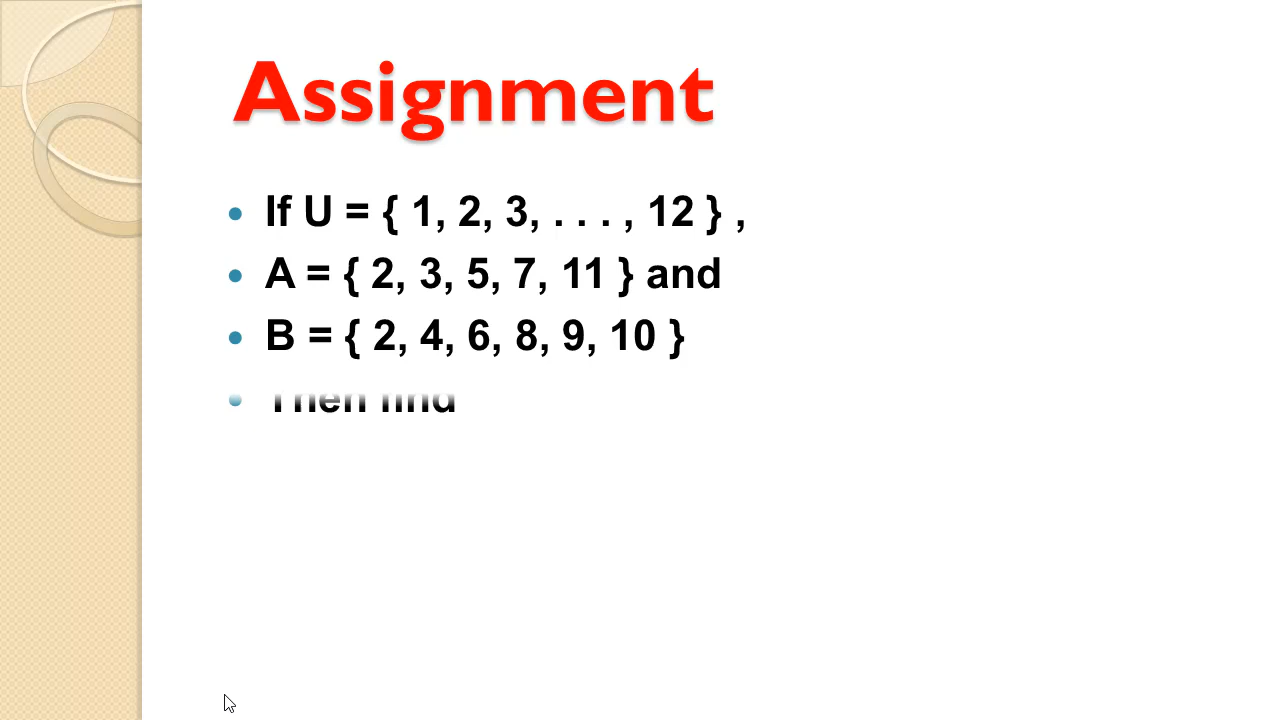 Assignment
If U = { 1, 2, 3, . . . , 12 } ,
A = { 2, 3, 5, 7, 11 } and
B = { 2, 4, 6, 8, 9, 10 }
Then find